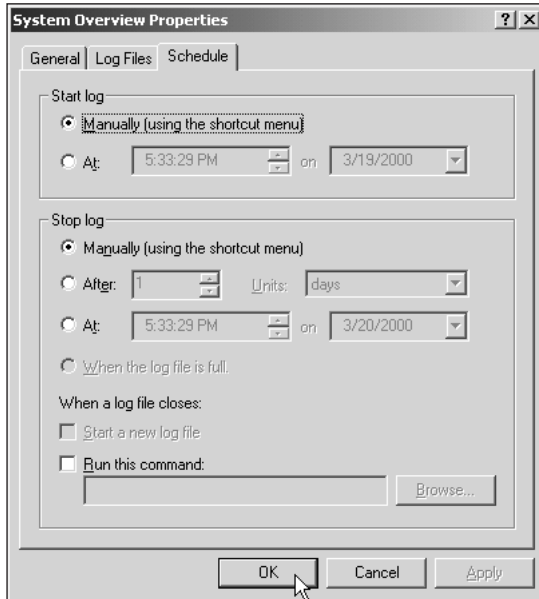 System Overview Properties
General Log Files Schedule
Start log
Manually (using the shortcut menu)
At: 5:33:29 PM on 3/19/2000
Stop log
Manually (using the shortcut menu)
After: 1 Units: days
At: 5:33:29 PM on 3/20/2000
When the log file is full.
When a log file closes:
Start a new log file
Run this command:
Browse...
OK Cancel Apply